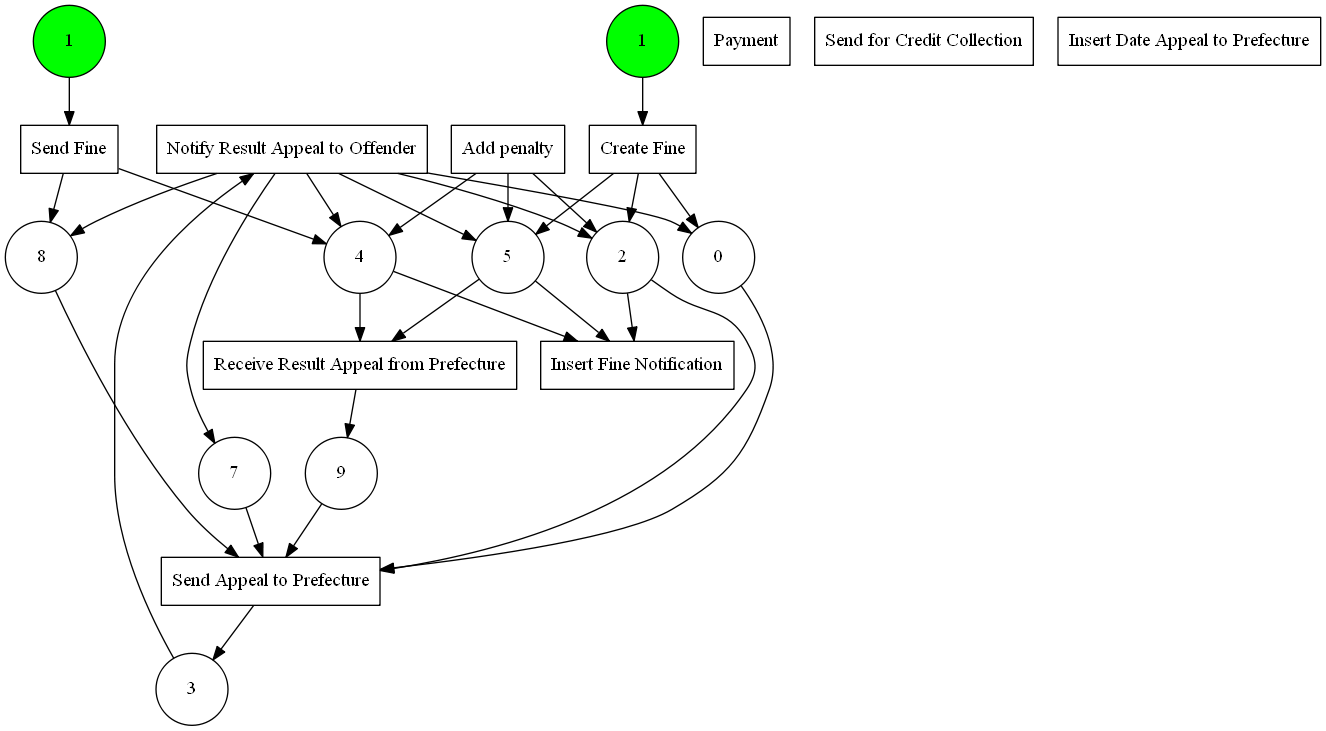 1
1
Payment
Send for Credit Collection
Insert Date Appeal to Prefecture
Send Fine
Notify Result Appeal to Offender
Add penalty
Create Fine
8
4
5
2
0
Receive Result Appeal from Prefecture
Insert Fine Notification
7
9
Send Appeal to Prefecture
3